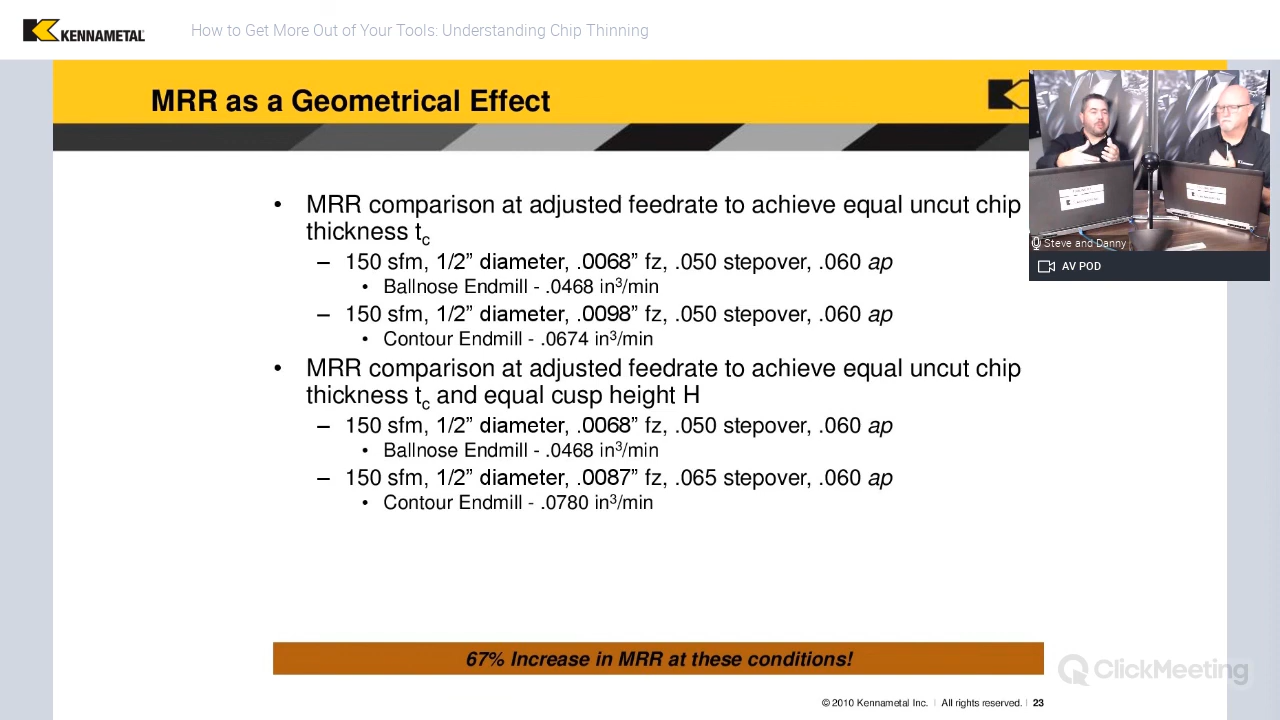 KENNAMETAL
How to Get More Out of Your Tools: Understanding Chip Thinning
MRR as a Geometrical Effect
• MRR comparison at adjusted feedrate to achieve equal uncut chip
thickness tc
– 150 sfm, 1/2” diameter, .0068” fz, .050 stepover, .060 ap
• Ballnose Endmill - .0468 in³/min
– 150 sfm, 1/2” diameter, .0098” fz, .050 stepover, .060 ap
• Contour Endmill - .0674 in³/min
• MRR comparison at adjusted feedrate to achieve equal uncut chip
thickness tc and equal cusp height H
– 150 sfm, 1/2” diameter, .0068” fz, .050 stepover, .060 ap
• Ballnose Endmill - .0468 in³/min
– 150 sfm, 1/2” diameter, .0087” fz, .065 stepover, .060 ap
• Contour Endmill - .0780 in³/min
67% Increase in MRR at these conditions!
© 2010 Kennametal Inc. | All rights reserved. | 23
Steve and Danny
AV POD
ClickMeeting